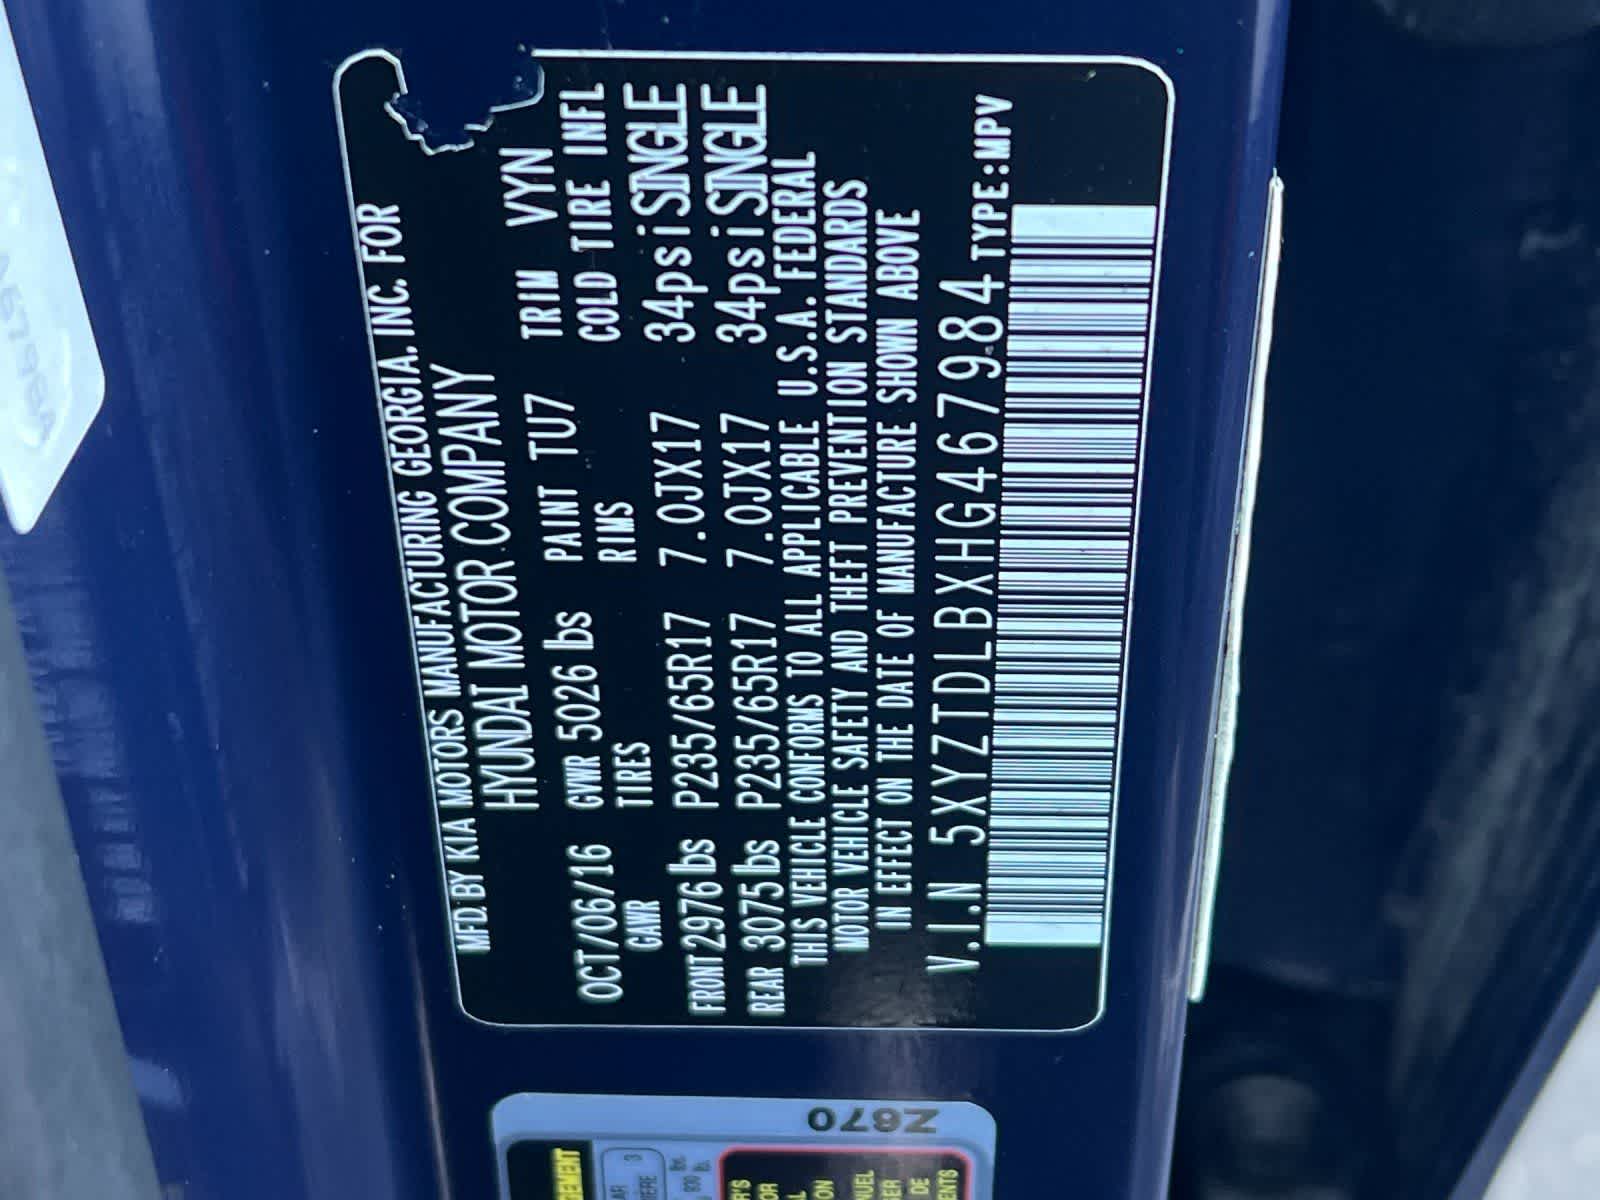 MFD. BY KIA MOTORS MANUFACTURING GEORGIA, INC. FOR
HYUNDAI MOTOR COMPANY
OCT/06/16 GVWR 5026 lbs PAINT TU7 TRIM VYN
GAWR TIRES RIMS COLD TIRE INFL
FRONT 2976 lbs P235/65R17 7.0JX17 34psi SINGLE
REAR 3075 lbs P235/65R17 7.0JX17 34psi SINGLE
THIS VEHICLE CONFORMS TO ALL APPLICABLE U.S.A. FEDERAL
MOTOR VEHICLE SAFETY AND THEFT PREVENTION STANDARDS
IN EFFECT ON THE DATE OF MANUFACTURE SHOWN ABOVE
V.I.N 5XYZTDLBXHG467984 TYPE:MPV
Z670